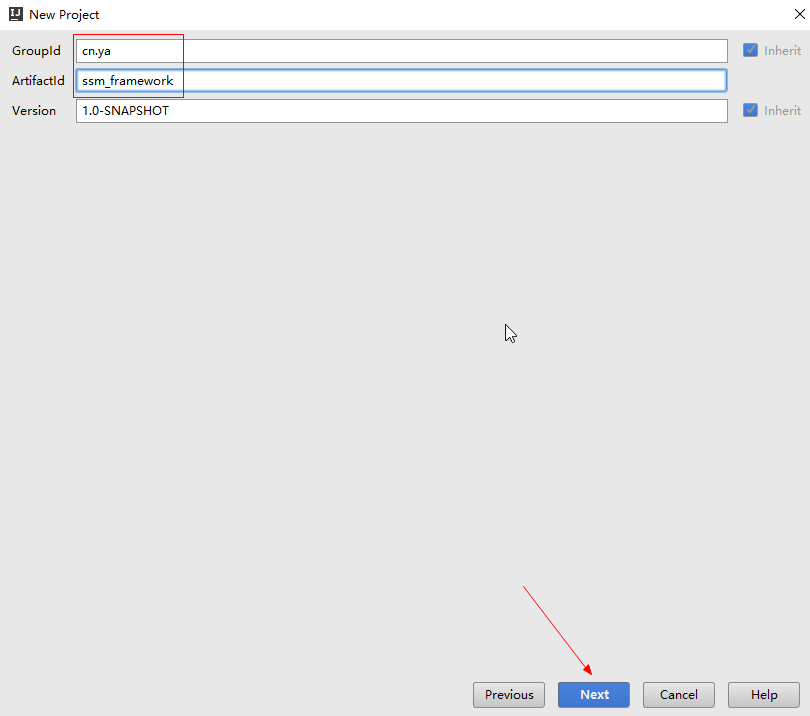 New Project
GroupId cn.ya Inherit
ArtifactId ssm_framework
Version 1.0-SNAPSHOT Inherit
Previous Next Cancel Help